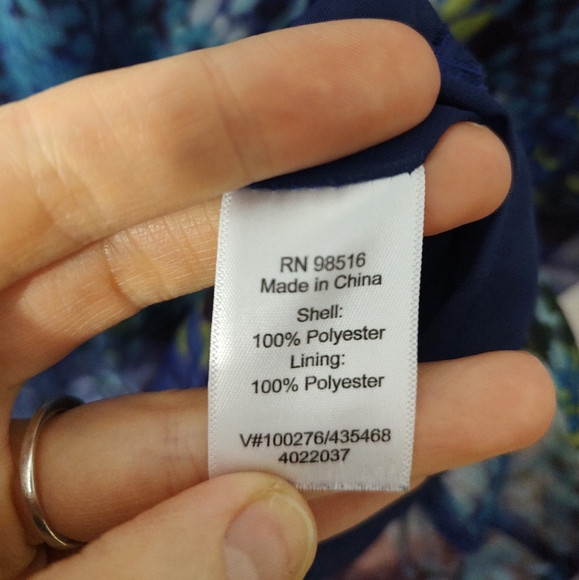 RN 98516
Made in China
Shell:
100% Polyester
Lining:
100% Polyester
V#100276/435468
4022037